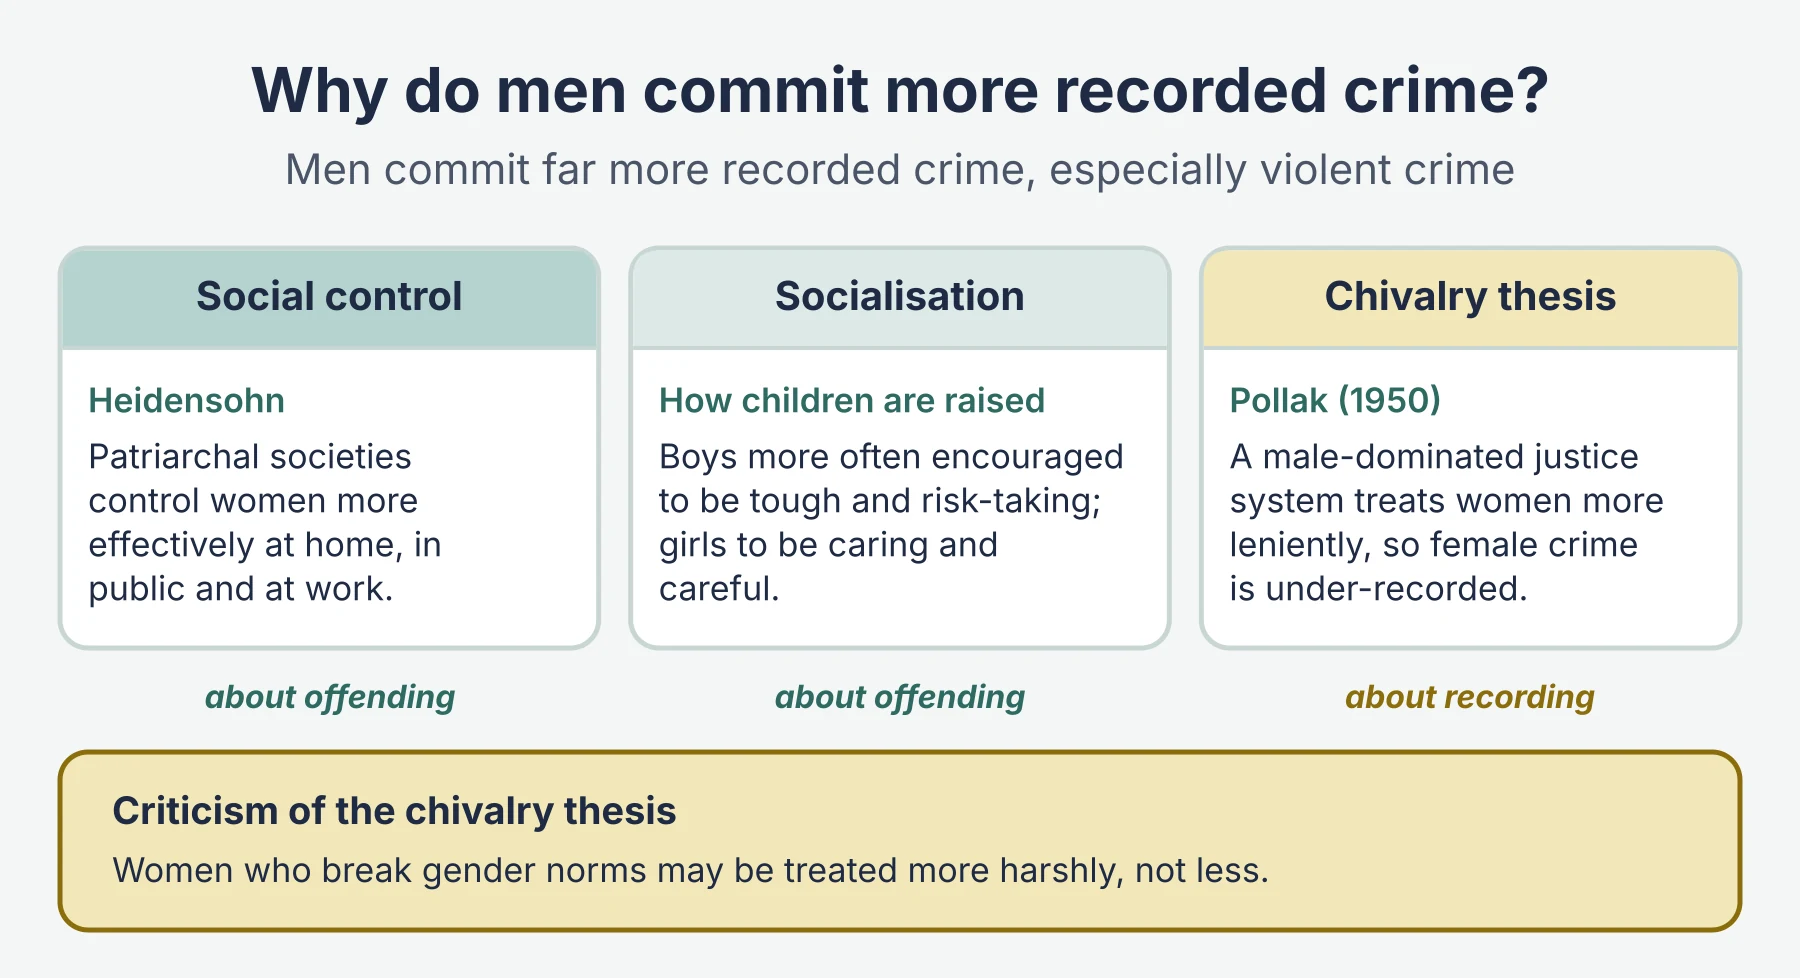 Why do men commit more recorded crime?
Men commit far more recorded crime, especially violent crime
Social control
Heidensohn
Patriarchal societies
control women more
effectively at home, in
public and at work.
about offending
Socialisation
How children are raised
Boys more often encouraged
to be tough and risk-taking;
girls to be caring and
careful.
about offending
Chivalry thesis
Pollak (1950)
A male-dominated justice
system treats women more
leniently, so female crime
is under-recorded.
about recording
Criticism of the chivalry thesis
Women who break gender norms may be treated more harshly, not less.